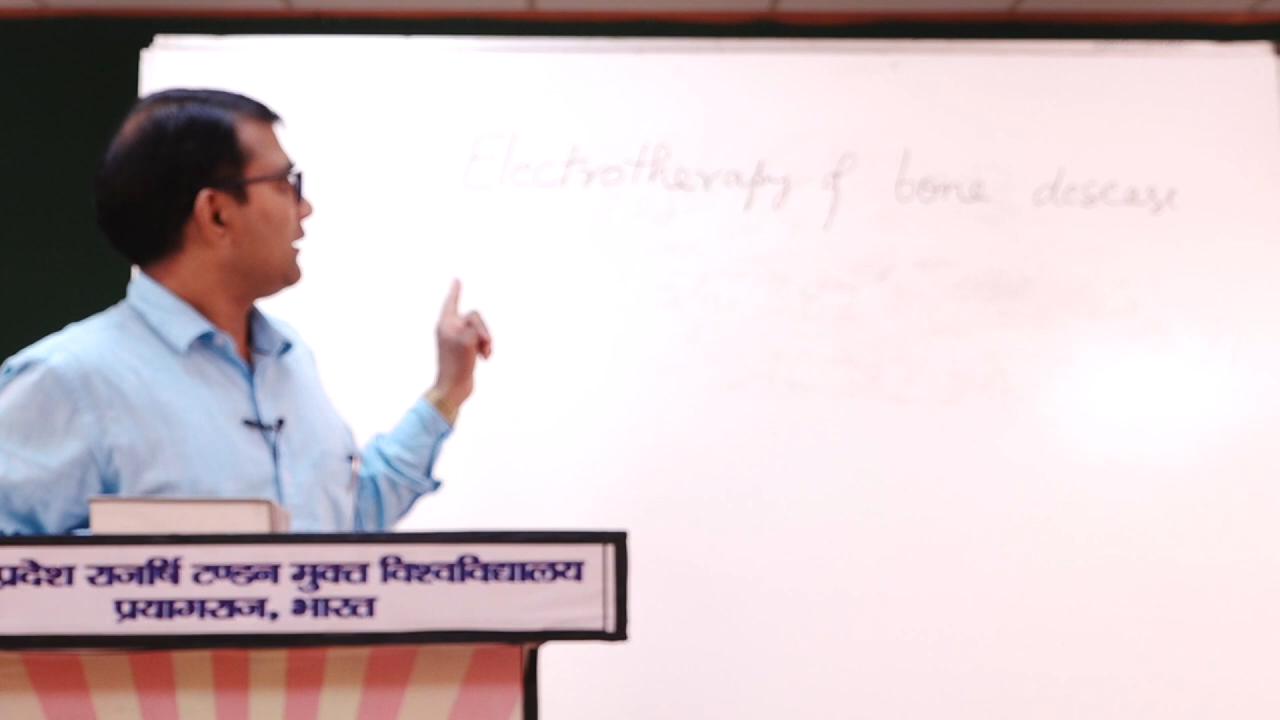 Electrotherapy of bone desease
प्रदेश राजर्षि टण्डन मुक्त विश्वविद्यालय
प्रयागराज, भारत